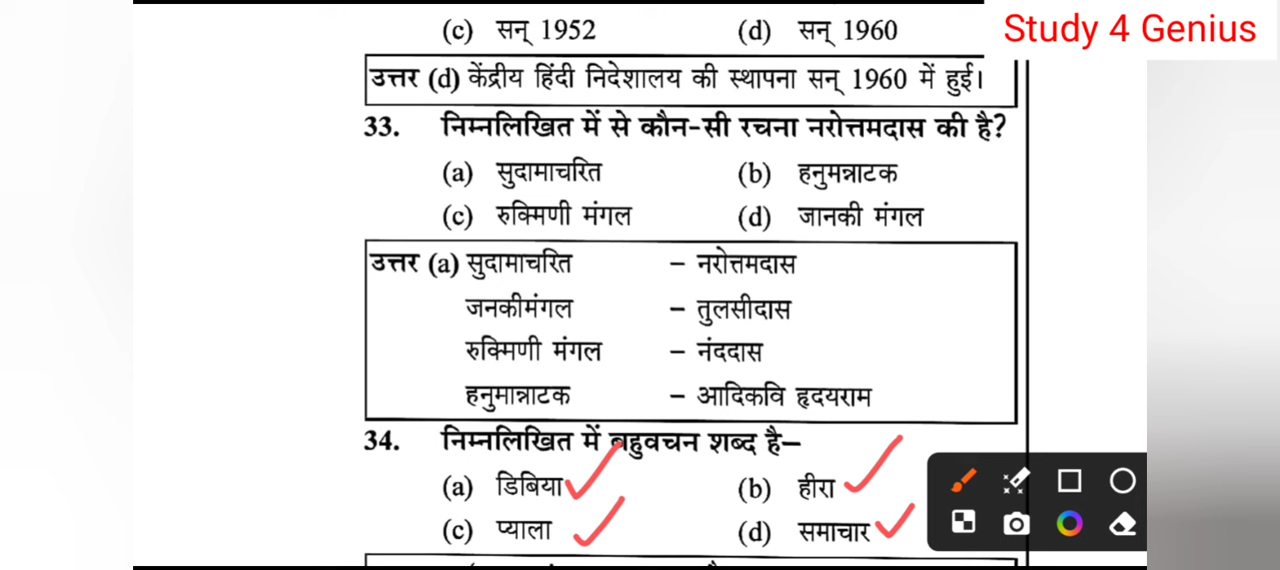 (c) सन् 1952 (d) सन् 1960
Study 4 Genius
उत्तर (d) केंद्रीय हिंदी निदेशालय की स्थापना सन् 1960 में हुई।
33. निम्नलिखित में से कौन-सी रचना नरोत्तमदास की है?
(a) सुदामाचरित (b) हनुमन्नाटक
(c) रुक्मिणी मंगल (d) जानकी मंगल
उत्तर (a) सुदामाचरित – नरोत्तमदास
जनकीमंगल – तुलसीदास
रुक्मिणी मंगल – नंददास
हनुमान्नाटक – आदिकवि हृदयराम
34. निम्नलिखित में बहुवचन शब्द है–
(a) डिबिया (b) हीरा
(c) प्याला (d) समाचार